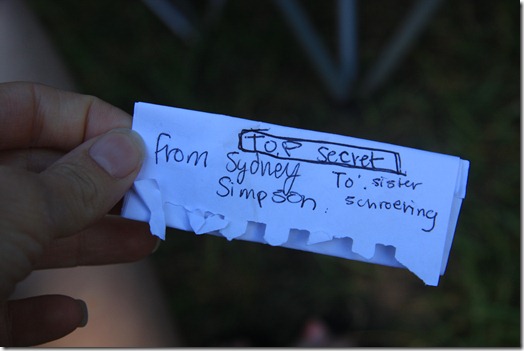 Top secret
From Sydney Simpson.
To: sister schroering